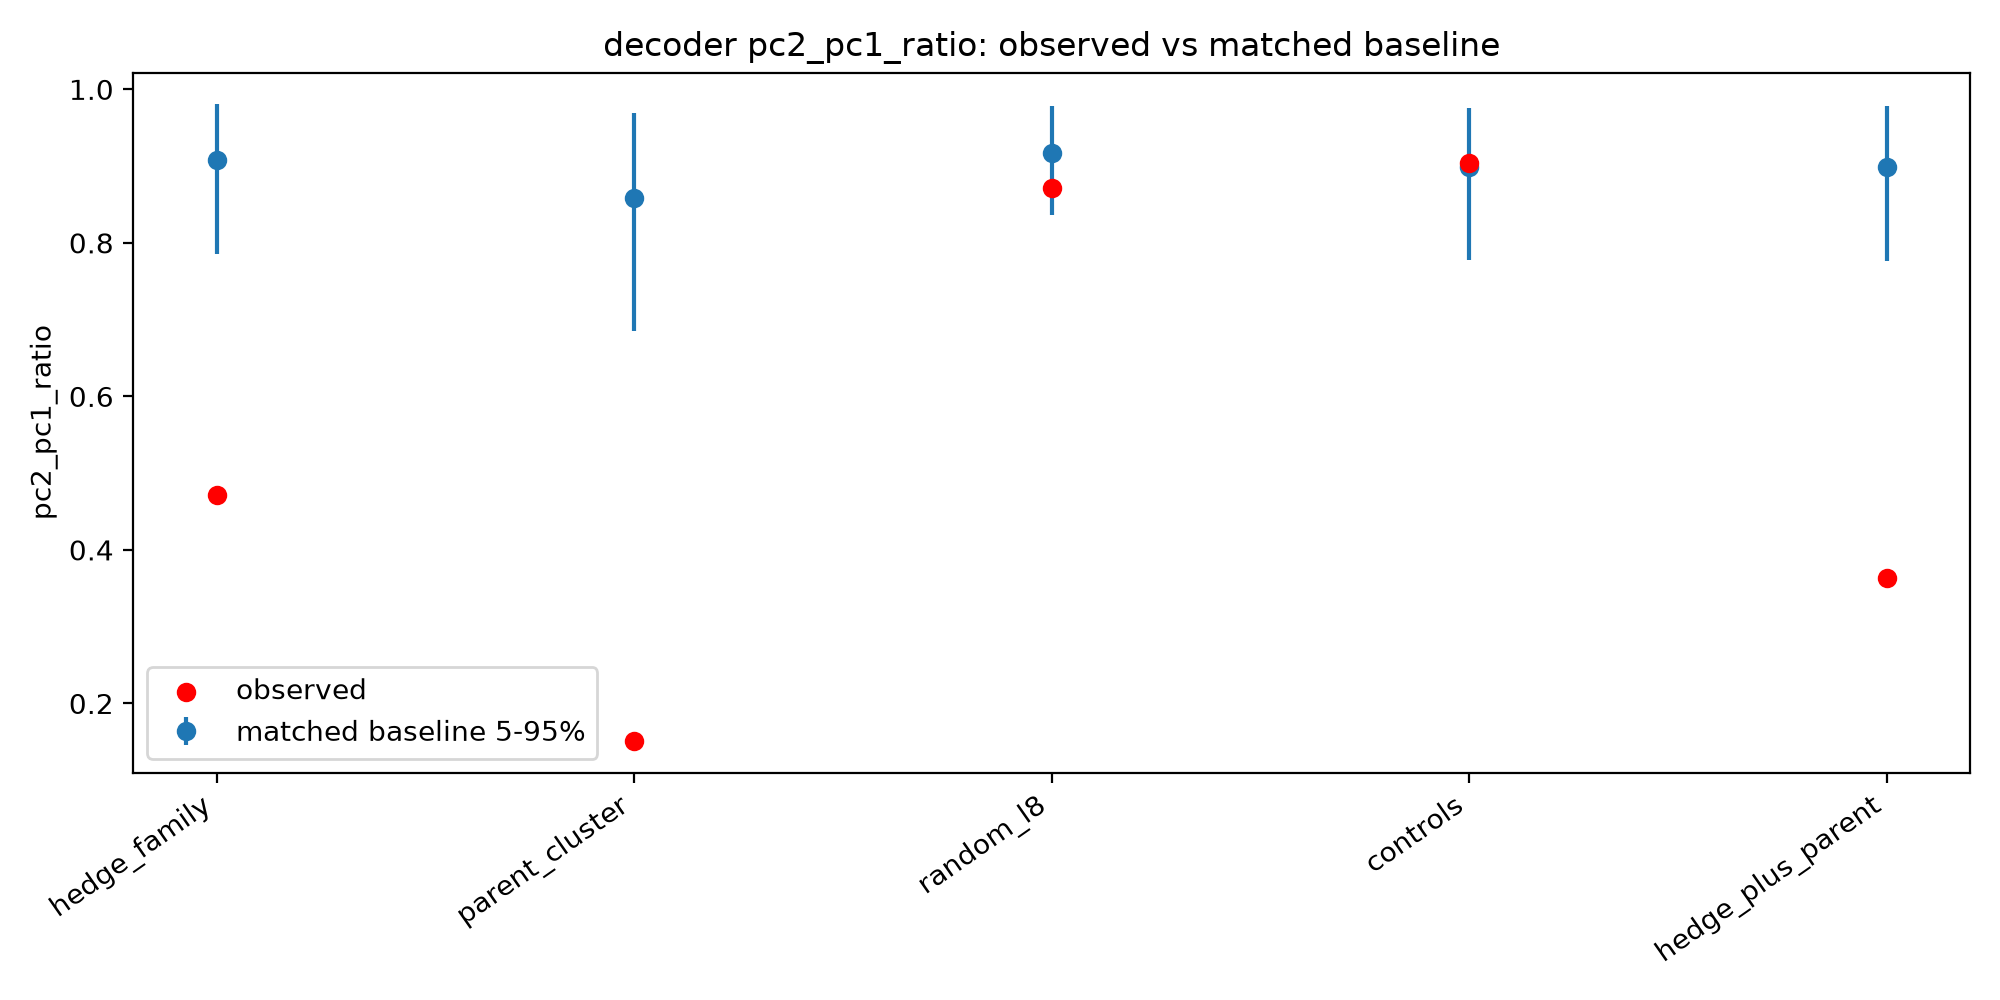 decoder pc2_pc1_ratio: observed vs matched baseline
pc2_pc1_ratio
1.0
0.8
0.6
0.4
0.2
observed
matched baseline 5-95%
hedge_family
parent_cluster
random_l8
controls
hedge_plus_parent